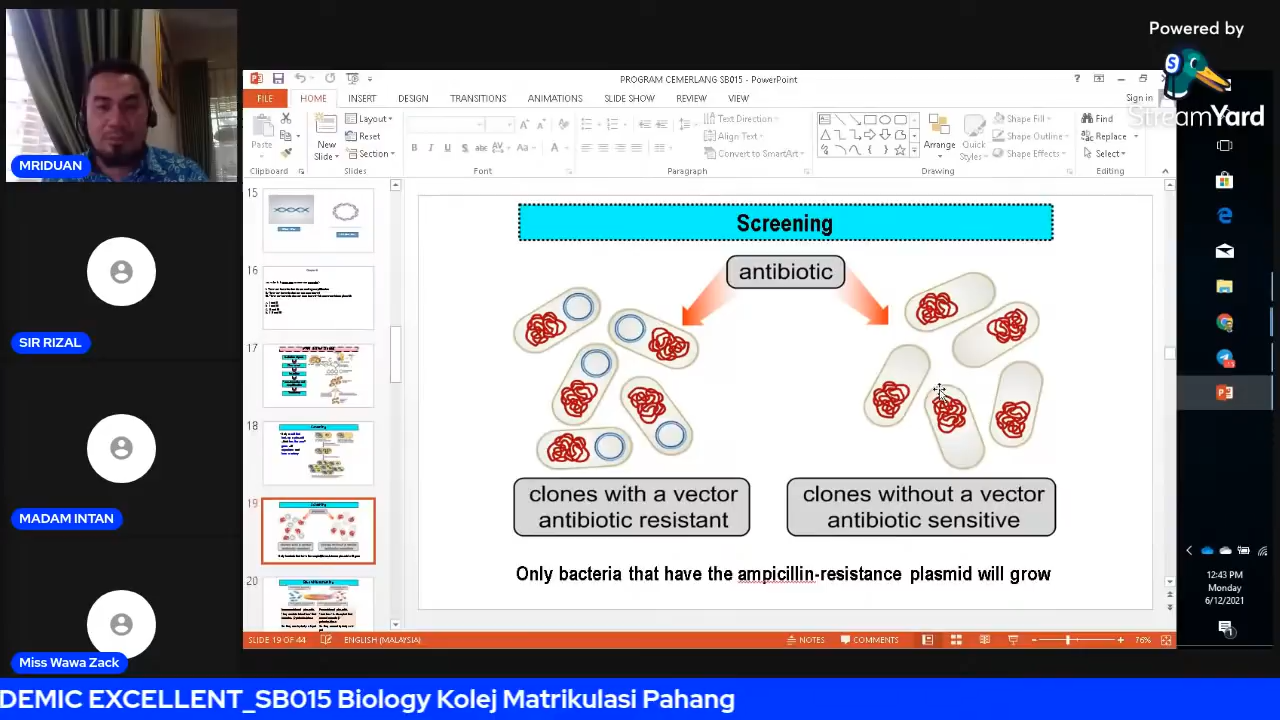 Powered by
StreamYard
MRIDUAN
SIR RIZAL
MADAM INTAN
Miss Wawa Zack
PROGRAM CEMERLANG SB015 - PowerPoint
Sign in
FILE
HOME
INSERT
DESIGN
TRANSITIONS
ANIMATIONS
SLIDE SHOW
REVIEW
VIEW
Paste
New
Slide
Layout
Reset
Section
Text Direction
Align Text
Convert to SmartArt
Arrange
Quick
Styles
Shape Fill
Shape Outline
Shape Effects
Find
Replace
Select
Clipboard
Slides
Font
Paragraph
Drawing
Editing
15
16
17
18
19
20
Screening
antibiotic
clones with a vector
antibiotic resistant
clones without a vector
antibiotic sensitive
Only bacteria that have the ampicillin-resistance plasmid will grow
SLIDE 19 OF 44
ENGLISH (MALAYSIA)
NOTES
COMMENTS
76%
12:43 PM
Monday
6/12/2021
DEMIC EXCELLENT_SB015 Biology Kolej Matrikulasi Pahang